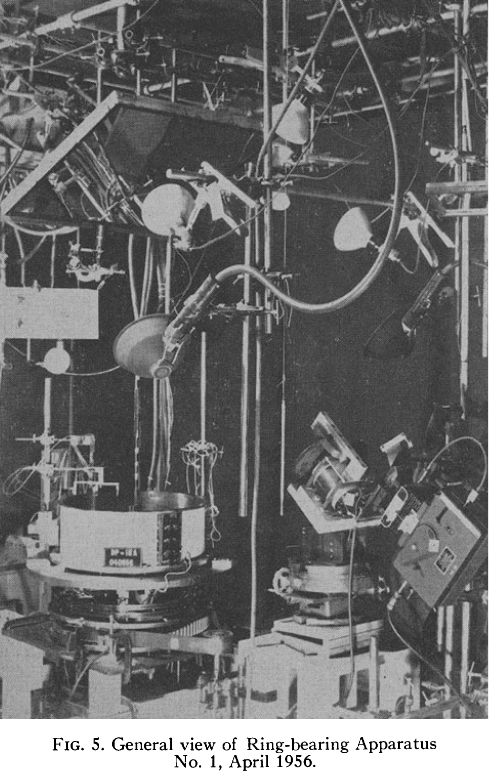 FIG. 5. General view of Ring-bearing Apparatus
No. 1, April 1956.